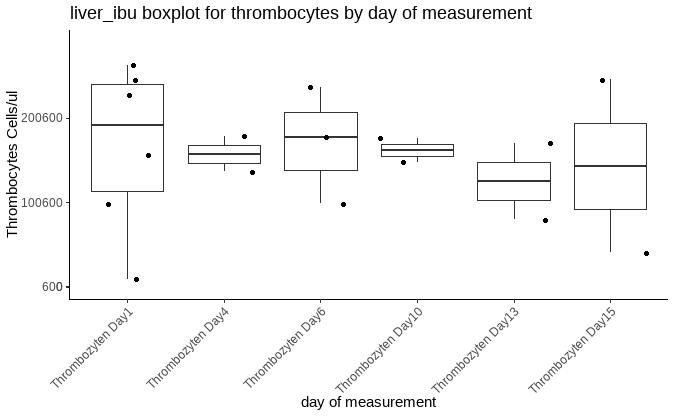 liver_ibu boxplot for thrombocytes by day of measurement
Thrombocytes Cells/ul
200600
100600
600
Thrombozyten Day1
Thrombozyten Day4
Thrombozyten Day6
Thrombozyten Day10
Thrombozyten Day13
Thrombozyten Day15
day of measurement